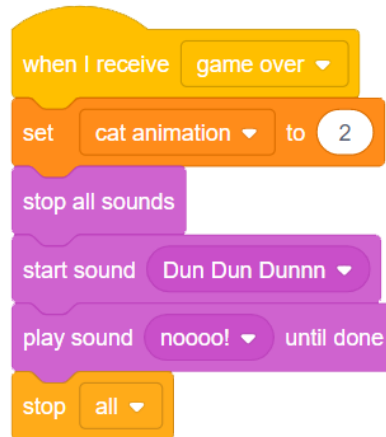 when I receive game over
set cat animation to 2
stop all sounds
start sound Dun Dun Dunnn
play sound noooo! until done
stop all